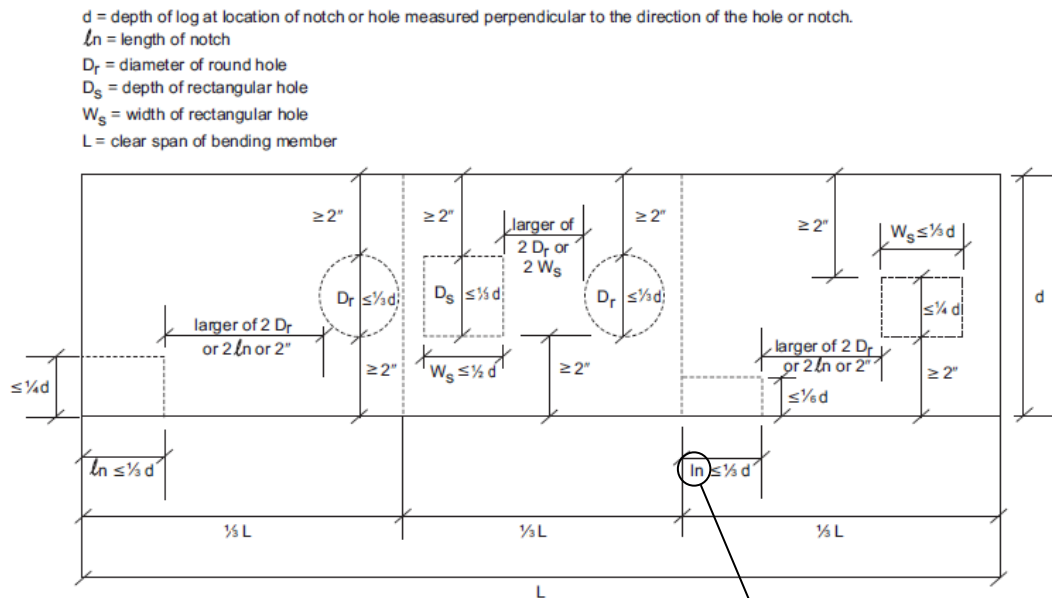 d = depth of log at location of notch or hole measured perpendicular to the direction of the hole or notch.
ℓn = length of notch
Dr = diameter of round hole
Ds = depth of rectangular hole
Ws = width of rectangular hole
L = clear span of bending member
≥ 2″
≥ 2″
larger of
2 Dr or
2 Ws
≥ 2″
≥ 2″
Ws ≤ ⅓ d
Dr ≤ ⅓ d
Ds ≤ ⅓ d
Dr ≤ ⅓ d
≤ ¼ d
d
larger of 2 Dr
or 2 ℓn or 2″
≥ 2″
Ws ≤ ½ d
≥ 2″
larger of 2 Dr
or 2 ℓn or 2″
≥ 2″
≤ ¼ d
≤ ⅙ d
ℓn ≤ ⅓ d
ln ≤ ⅓ d
⅓ L
⅓ L
⅓ L
L